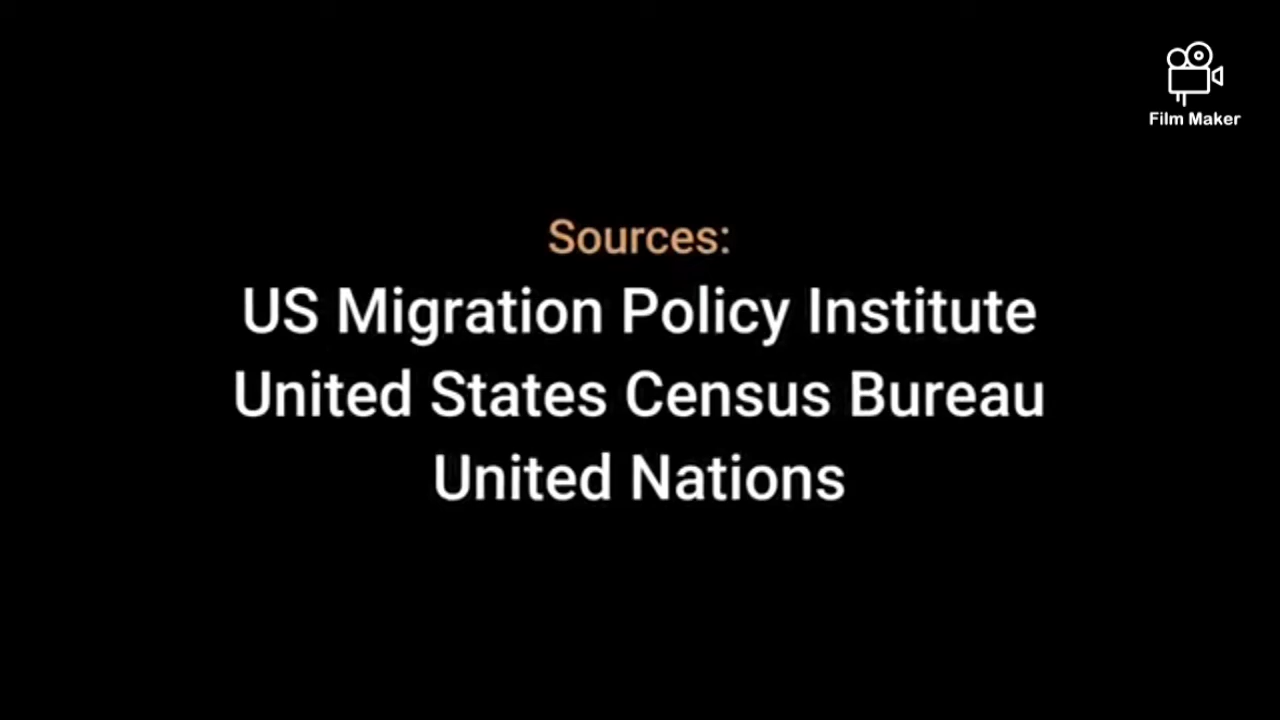 Film Maker
Sources:
US Migration Policy Institute
United States Census Bureau
United Nations